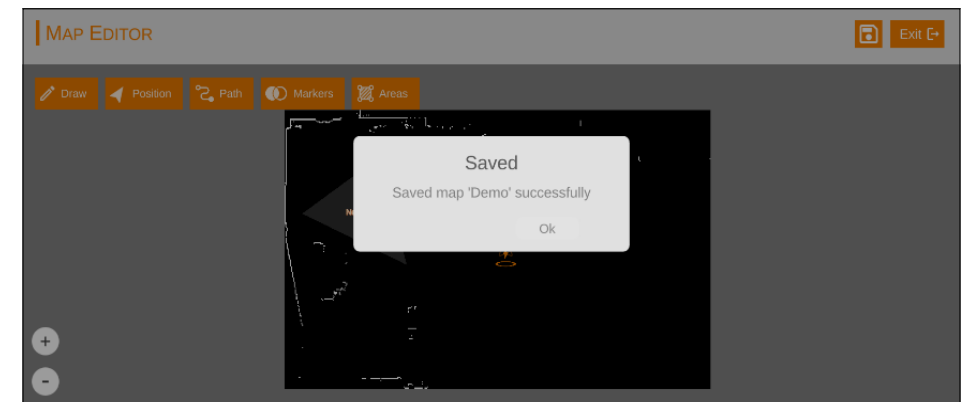 MAP EDITOR
Exit
Draw Position Path Markers Areas
Saved
Saved map 'Demo' successfully
Ok
+
-